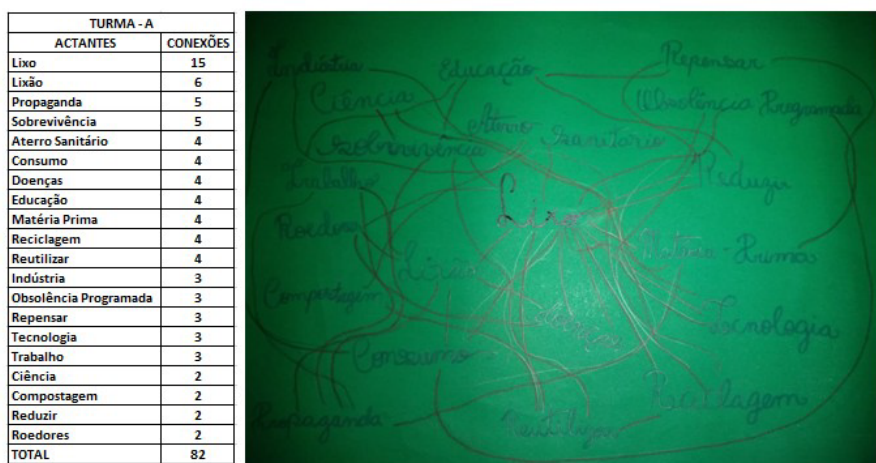 TURMA - A
ACTANTES CONEXÕES
Lixo 15
Lixão 6
Propaganda 5
Sobrevivência 5
Aterro Sanitário 4
Consumo 4
Doenças 4
Educação 4
Matéria Prima 4
Reciclagem 4
Reutilizar 4
Indústria 3
Obsolência Programada 3
Repensar 3
Tecnologia 3
Trabalho 3
Ciência 2
Compostagem 2
Reduzir 2
Roedores 2
TOTAL 82
Indústria Educação Repensar
Ciência Obsolência Programada
Sobrevivência Aterro Sanitário
Trabalho Reduzir
Lixo
Lixão Matéria-Prima
Compostagem Doenças Tecnologia
Consumo
Reciclagem
Propaganda Reutilizar